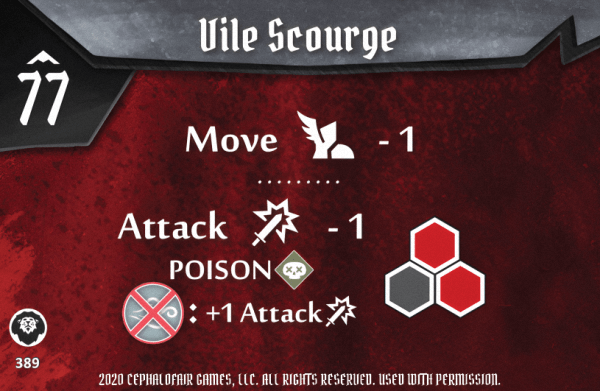 Vile Scourge
77
Move - 1
Attack - 1
POISON
: +1 Attack
389
2020 CEPHALOFAIR GAMES, LLC. ALL RIGHTS RESERVED. USED WITH PERMISSION.